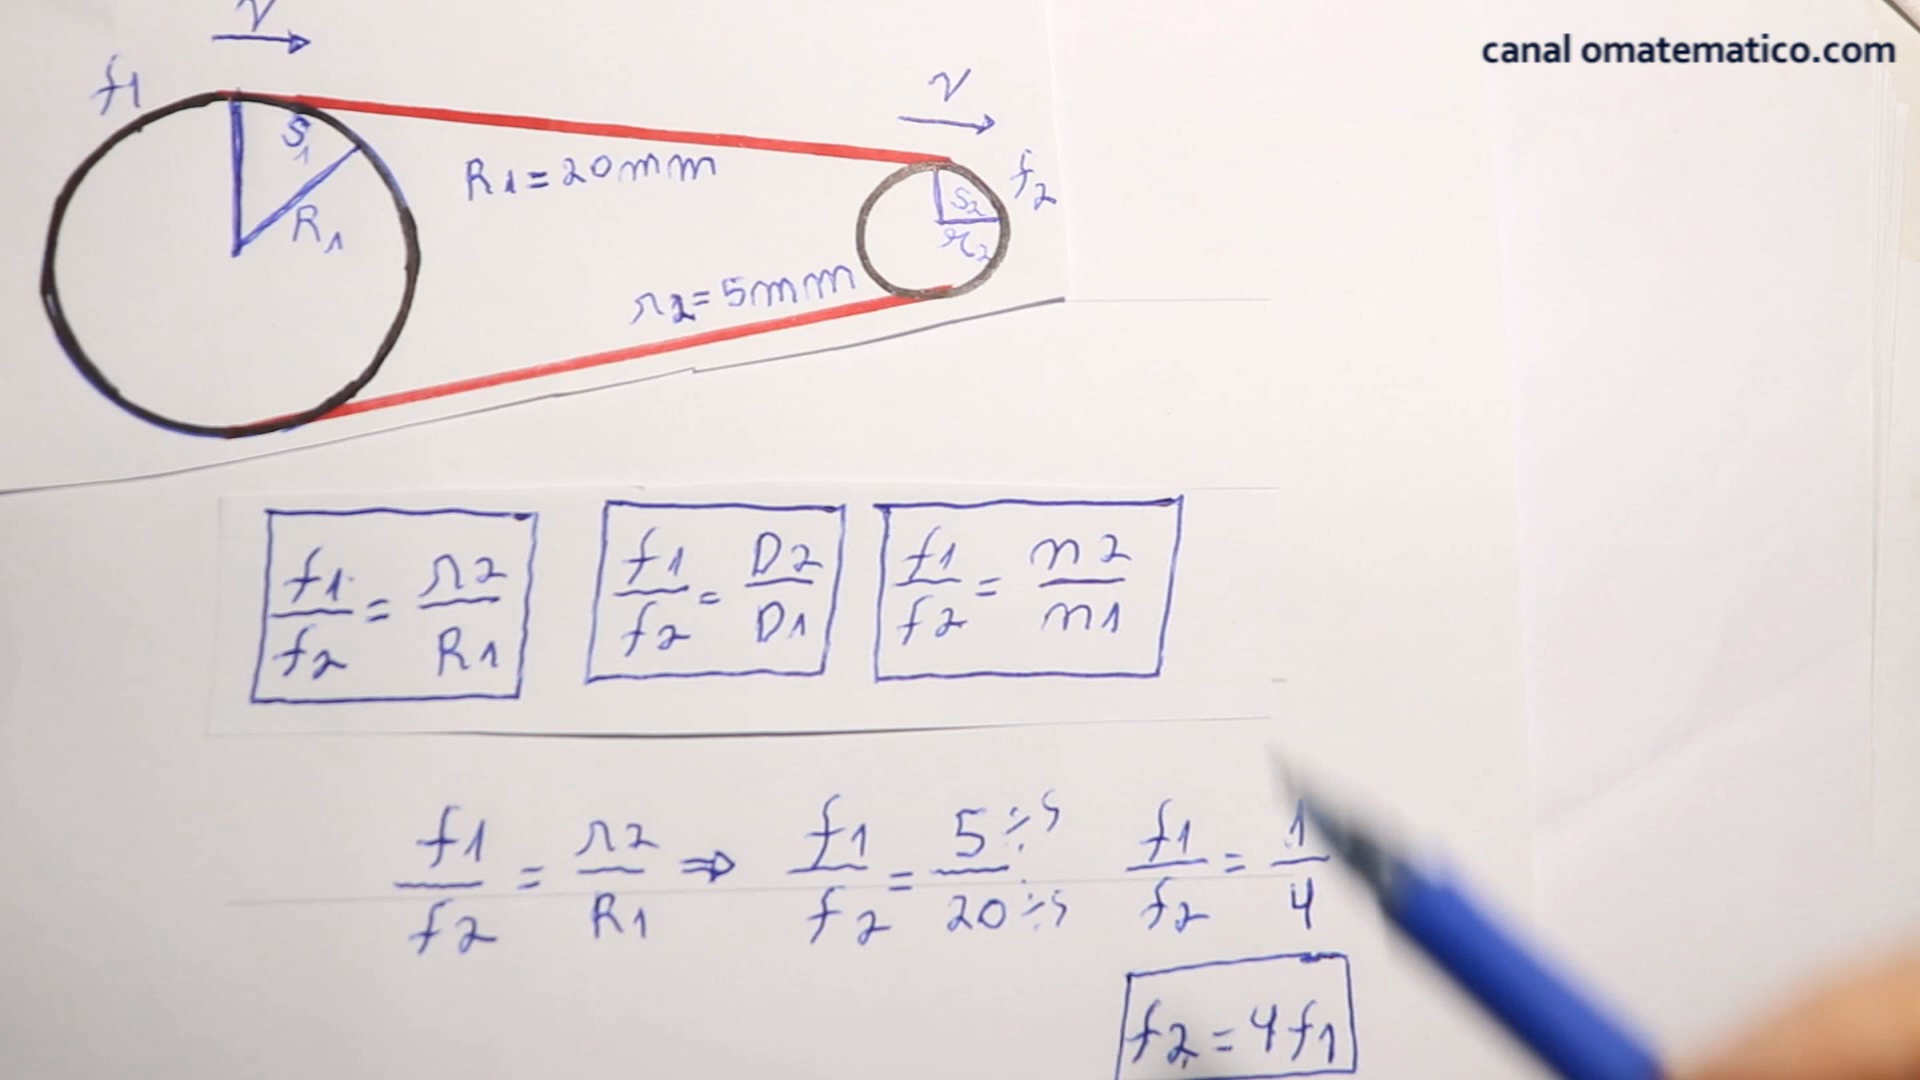 canal omatematico.com
V
f1
V
S1
R1
R1=20mm
f2
S2
r2
r2=5mm
f1/f2 = r2/R1
f1/f2 = D2/D1
f1/f2 = n2/n1
f1/f2 = r2/R1 ⇒ f1/f2 = 5÷5/20÷5 f1/f2 = 1/4
f2=4f1